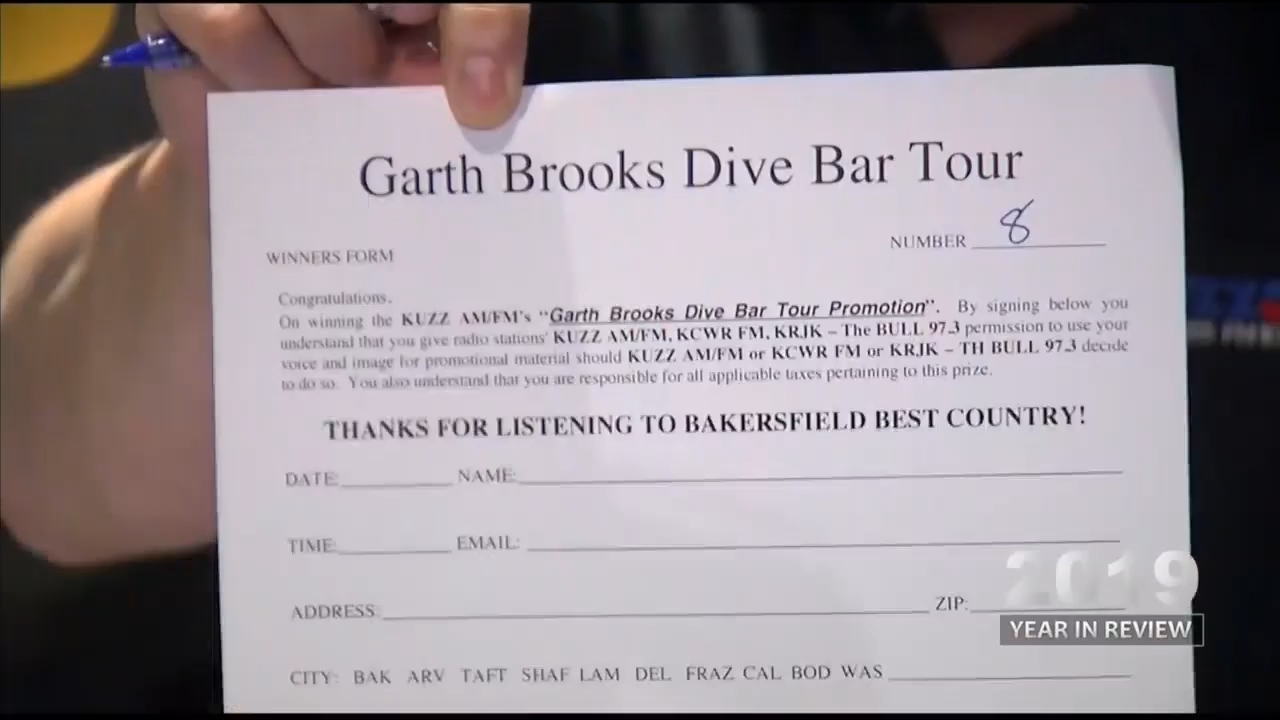 Garth Brooks Dive Bar Tour
NUMBER 8
WINNERS FORM
Congratulations.
On winning the KUZZ AM/FM's "Garth Brooks Dive Bar Tour Promotion". By signing below you
understand that you give radio stations' KUZZ AM/FM, KCWR FM, KRJK – The BULL 97.3 permission to use your
voice and image for promotional material should KUZZ AM/FM or KCWR FM or KRJK – TH BULL 97.3 decide
to do so. You also understand that you are responsible for all applicable taxes pertaining to this prize.
THANKS FOR LISTENING TO BAKERSFIELD BEST COUNTRY!
DATE: NAME:
TIME: EMAIL:
ADDRESS: ZIP:
CITY: BAK ARV TAFT SHAF LAM DEL FRAZ CAL BOD WAS
2019
YEAR IN REVIEW